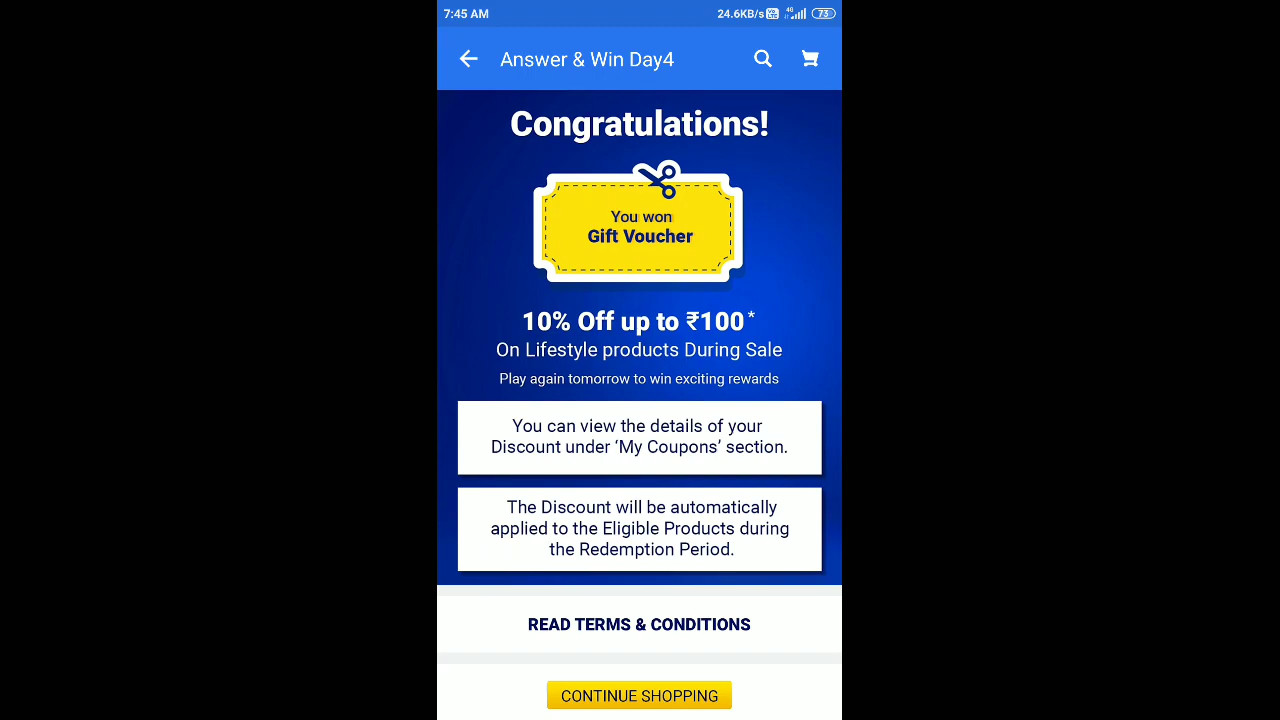 7:45 AM 24.6KB/s VoLTE 4G 73
Answer & Win Day4
Congratulations!
You won
Gift Voucher
10% Off up to ₹100*
On Lifestyle products During Sale
Play again tomorrow to win exciting rewards
You can view the details of your
Discount under ‘My Coupons’ section.
The Discount will be automatically
applied to the Eligible Products during
the Redemption Period.
READ TERMS & CONDITIONS
CONTINUE SHOPPING